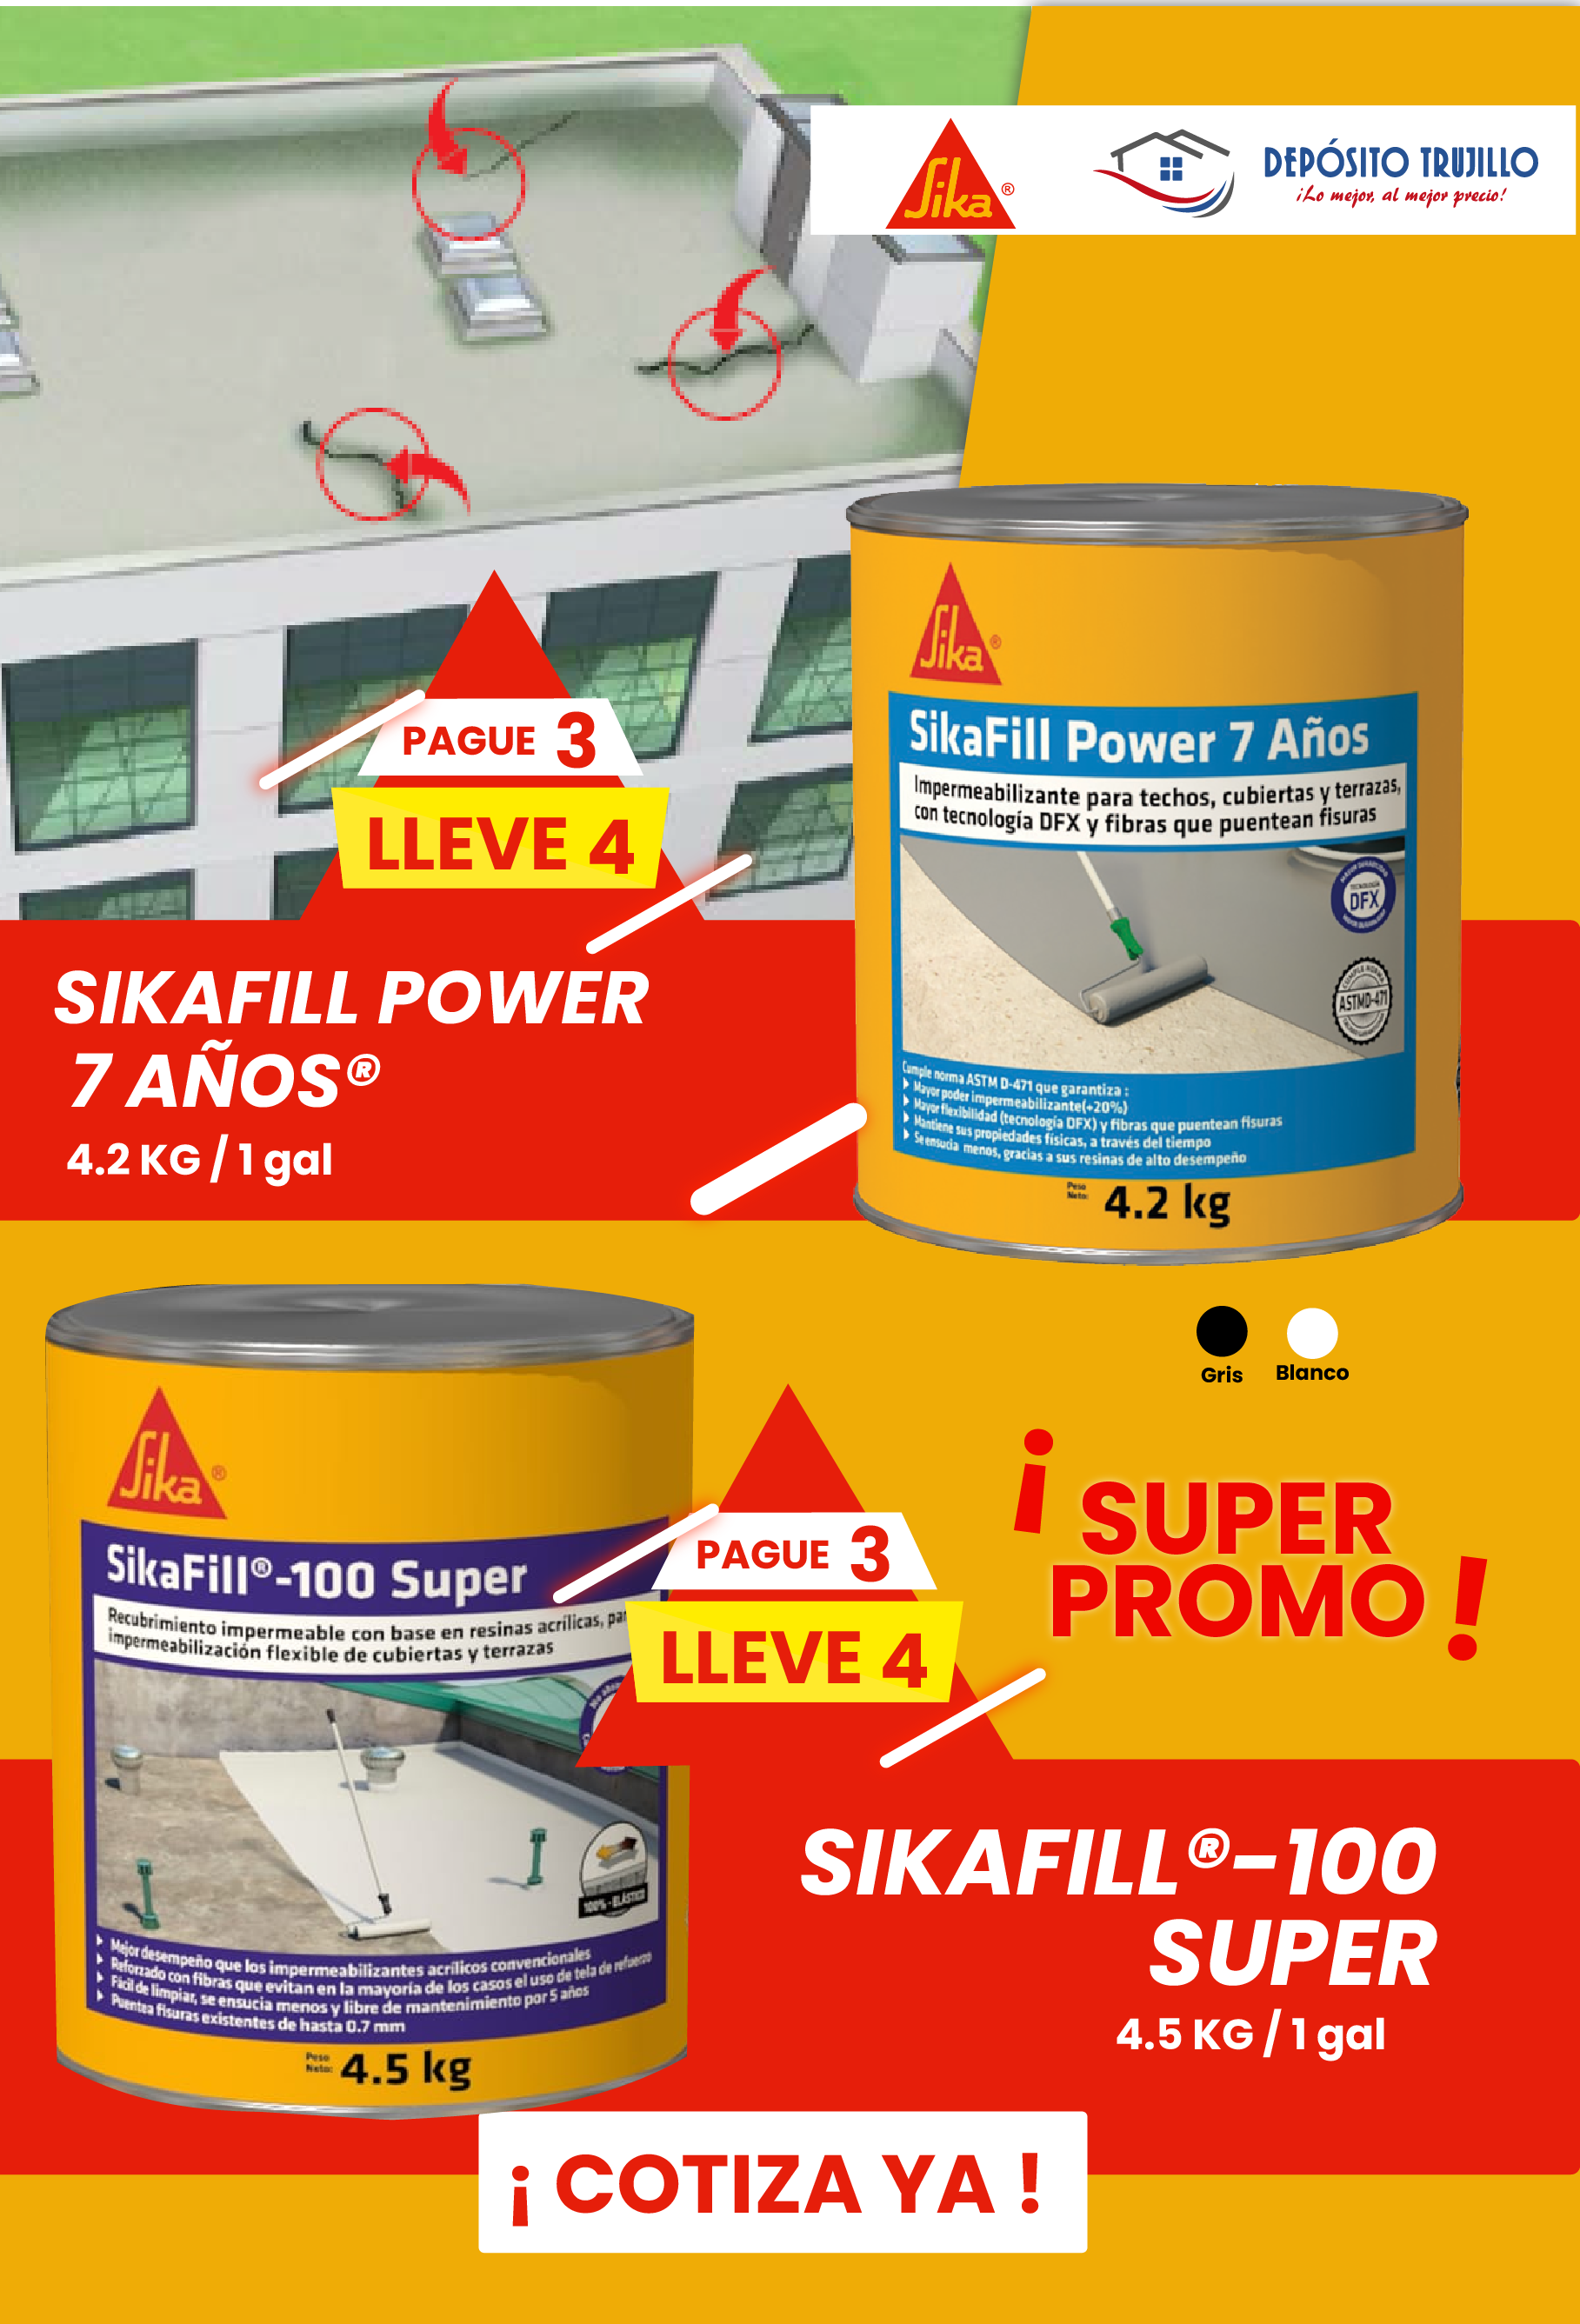 Sika®
DEPÓSITO TRUJILLO
¡Lo mejor, al mejor precio!
Sika®
SikaFill Power 7 Años
Impermeabilizante para techos, cubiertas y terrazas,
con tecnología DFX y fibras que puentean fisuras
TECNOLOGÍA
DFX
CUMPLE NORMA
ASTMD-471
Cumple norma ASTM D-471 que garantiza :
Mayor poder impermeabilizante(+20%)
Mayor flexibilidad (tecnología DFX) y fibras que puentean fisuras
Mantiene sus propiedades físicas, a través del tiempo
Se ensucia menos, gracias a sus resinas de alto desempeño
Peso
Neto:
4.2 kg
PAGUE 3
LLEVE 4
SIKAFILL POWER
7 AÑOS®
4.2 KG / 1 gal
Gris
Blanco
Sika®
SikaFill®-100 Super
Recubrimiento impermeable con base en resinas acrílicas,
impermeabilización flexible de cubiertas y terrazas
100% - ELÁSTICO
Mejor desempeño que los impermeabilizantes acrílicos convencionales
Reforzado con fibras que evitan en la mayoría de los casos el uso de tela de refuerzo
Fácil de limpiar, se ensucia menos y libre de mantenimiento por 5 años
Puentea fisuras existentes de hasta 0.7 mm
Peso
Neto:
4.5 kg
PAGUE 3
LLEVE 4
¡ SUPER
PROMO !
SIKAFILL®-100
SUPER
4.5 KG / 1 gal
¡ COTIZA YA !